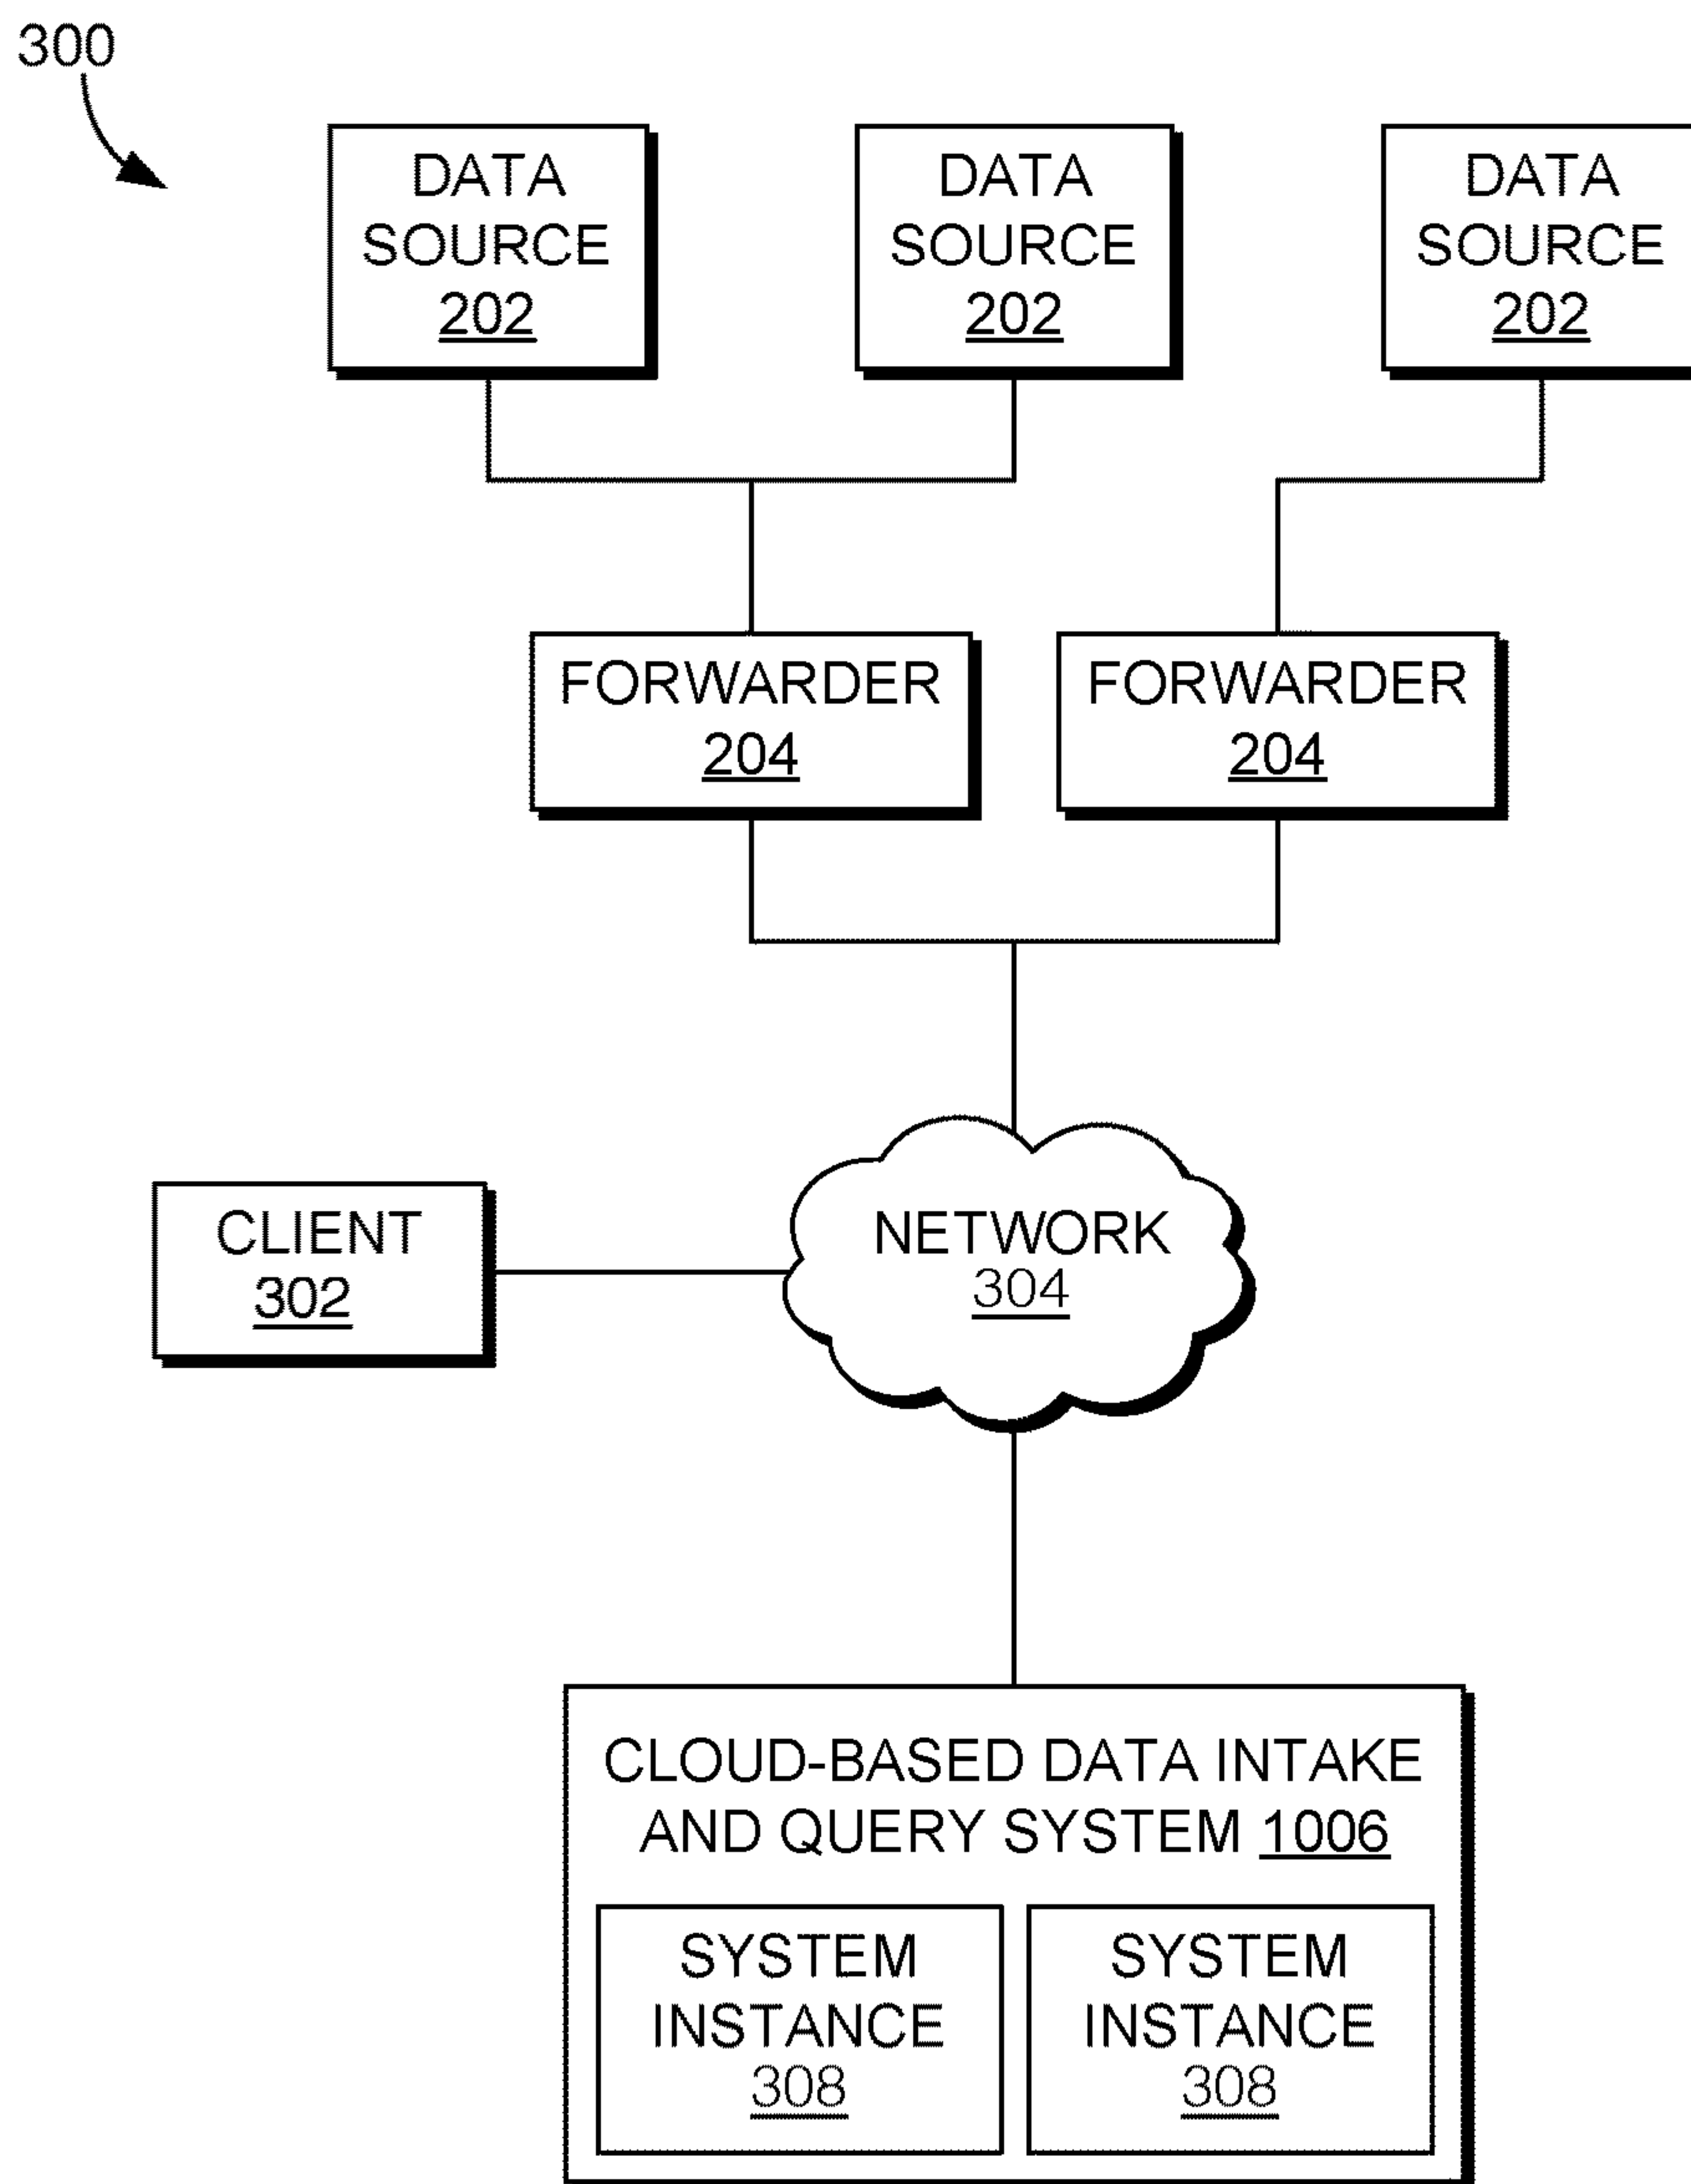 300
DATA
SOURCE
202
DATA
SOURCE
202
DATA
SOURCE
202
FORWARDER
204
FORWARDER
204
CLIENT
302
NETWORK
304
CLOUD-BASED DATA INTAKE
AND QUERY SYSTEM 1006
SYSTEM
INSTANCE
308
SYSTEM
INSTANCE
308